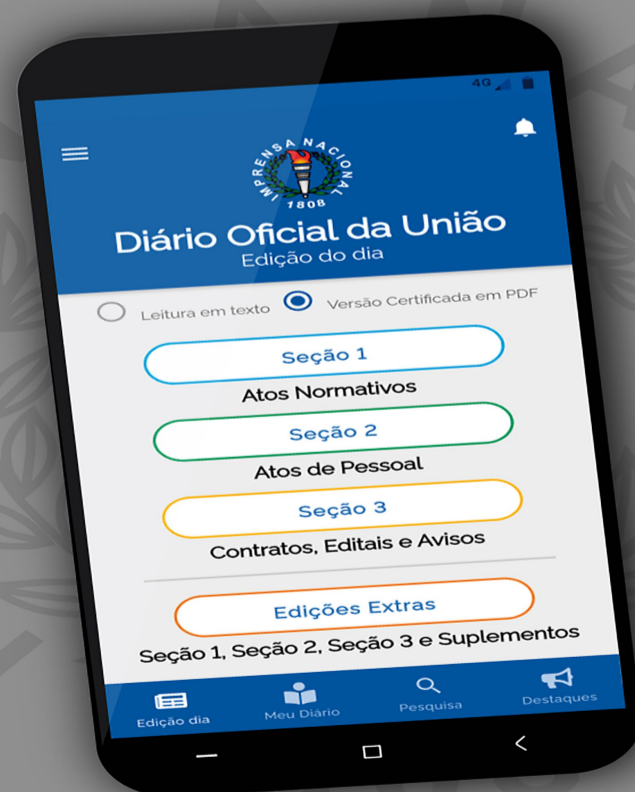 4G
IMPRENSA NACIONAL
1808
Diário Oficial da União
Edição do dia
Leitura em texto Versão Certificada em PDF
Seção 1
Atos Normativos
Seção 2
Atos de Pessoal
Seção 3
Contratos, Editais e Avisos
Edições Extras
Seção 1, Seção 2, Seção 3 e Suplementos
Edição dia Meu Diário Pesquisa Destaques